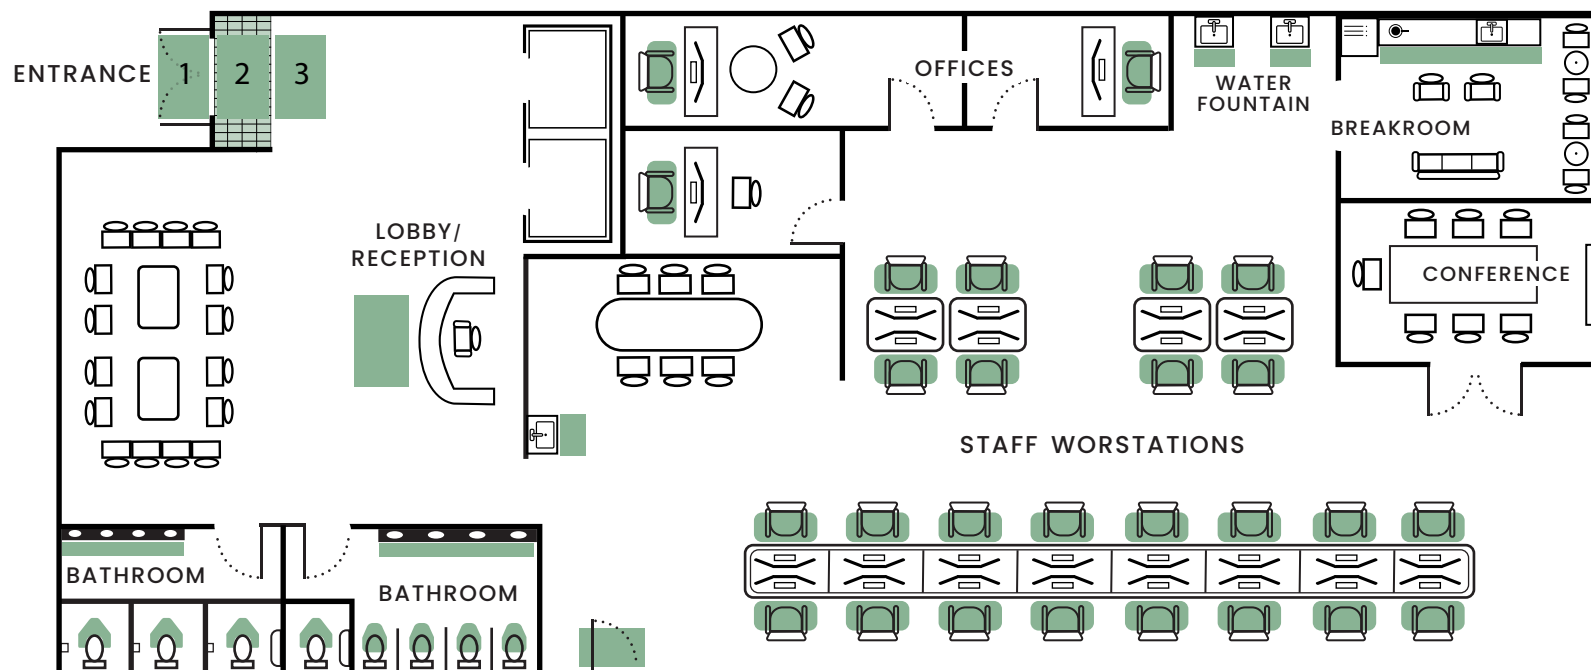 ENTRANCE
1
2
3
OFFICES
WATER
FOUNTAIN
BREAKROOM
LOBBY/
RECEPTION
CONFERENCE
STAFF WORSTATIONS
BATHROOM
BATHROOM